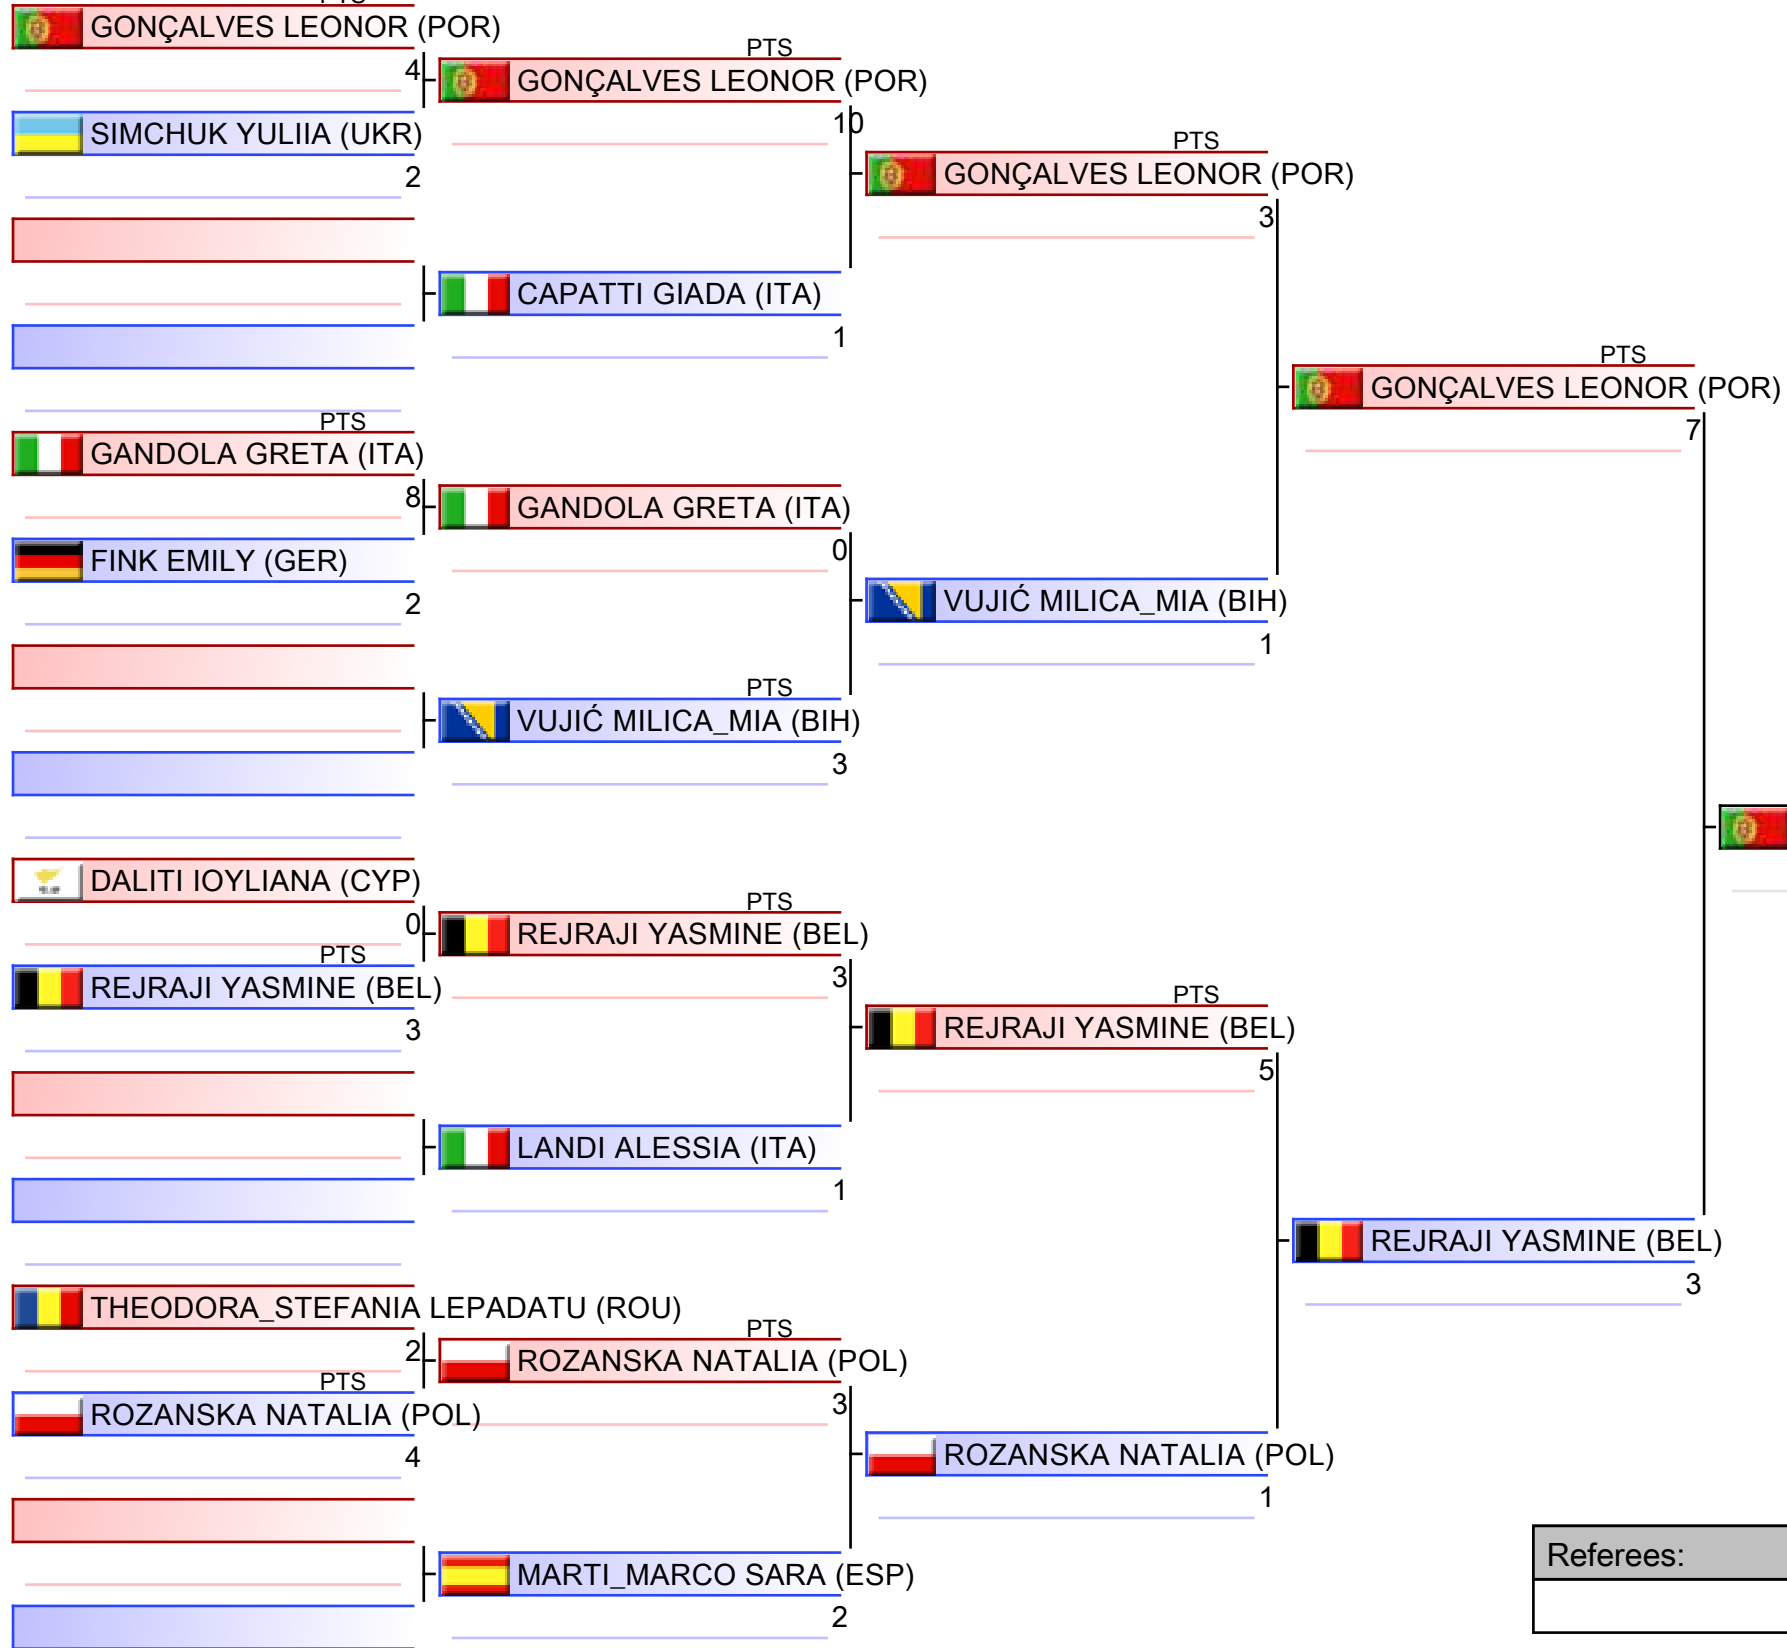 PTS
GONÇALVES LEONOR (POR)
4
SIMCHUK YULIIA (UKR)
2
PTS
GANDOLA GRETA (ITA)
8
FINK EMILY (GER)
2
DALITI IOYLIANA (CYP)
0
PTS
REJRAJI YASMINE (BEL)
3
THEODORA_STEFANIA LEPADATU (ROU)
2
PTS
ROZANSKA NATALIA (POL)
4
PTS
GONÇALVES LEONOR (POR)
10
CAPATTI GIADA (ITA)
1
GANDOLA GRETA (ITA)
0
PTS
VUJIĆ MILICA_MIA (BIH)
3
PTS
REJRAJI YASMINE (BEL)
3
LANDI ALESSIA (ITA)
1
PTS
ROZANSKA NATALIA (POL)
3
MARTI_MARCO SARA (ESP)
2
PTS
GONÇALVES LEONOR (POR)
3
VUJIĆ MILICA_MIA (BIH)
1
PTS
REJRAJI YASMINE (BEL)
5
ROZANSKA NATALIA (POL)
1
PTS
GONÇALVES LEONOR (POR)
7
REJRAJI YASMINE (BEL)
3
Referees: